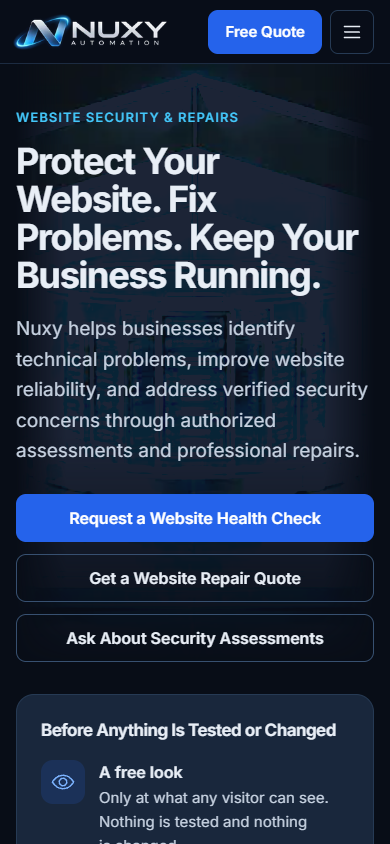 NUXY
AUTOMATION
Free Quote
WEBSITE SECURITY & REPAIRS
Protect Your
Website. Fix
Problems. Keep Your
Business Running.
Nuxy helps businesses identify
technical problems, improve website
reliability, and address verified security
concerns through authorized
assessments and professional repairs.
Request a Website Health Check
Get a Website Repair Quote
Ask About Security Assessments
Before Anything Is Tested or Changed
A free look
Only at what any visitor can see.
Nothing is tested and nothing
is changed